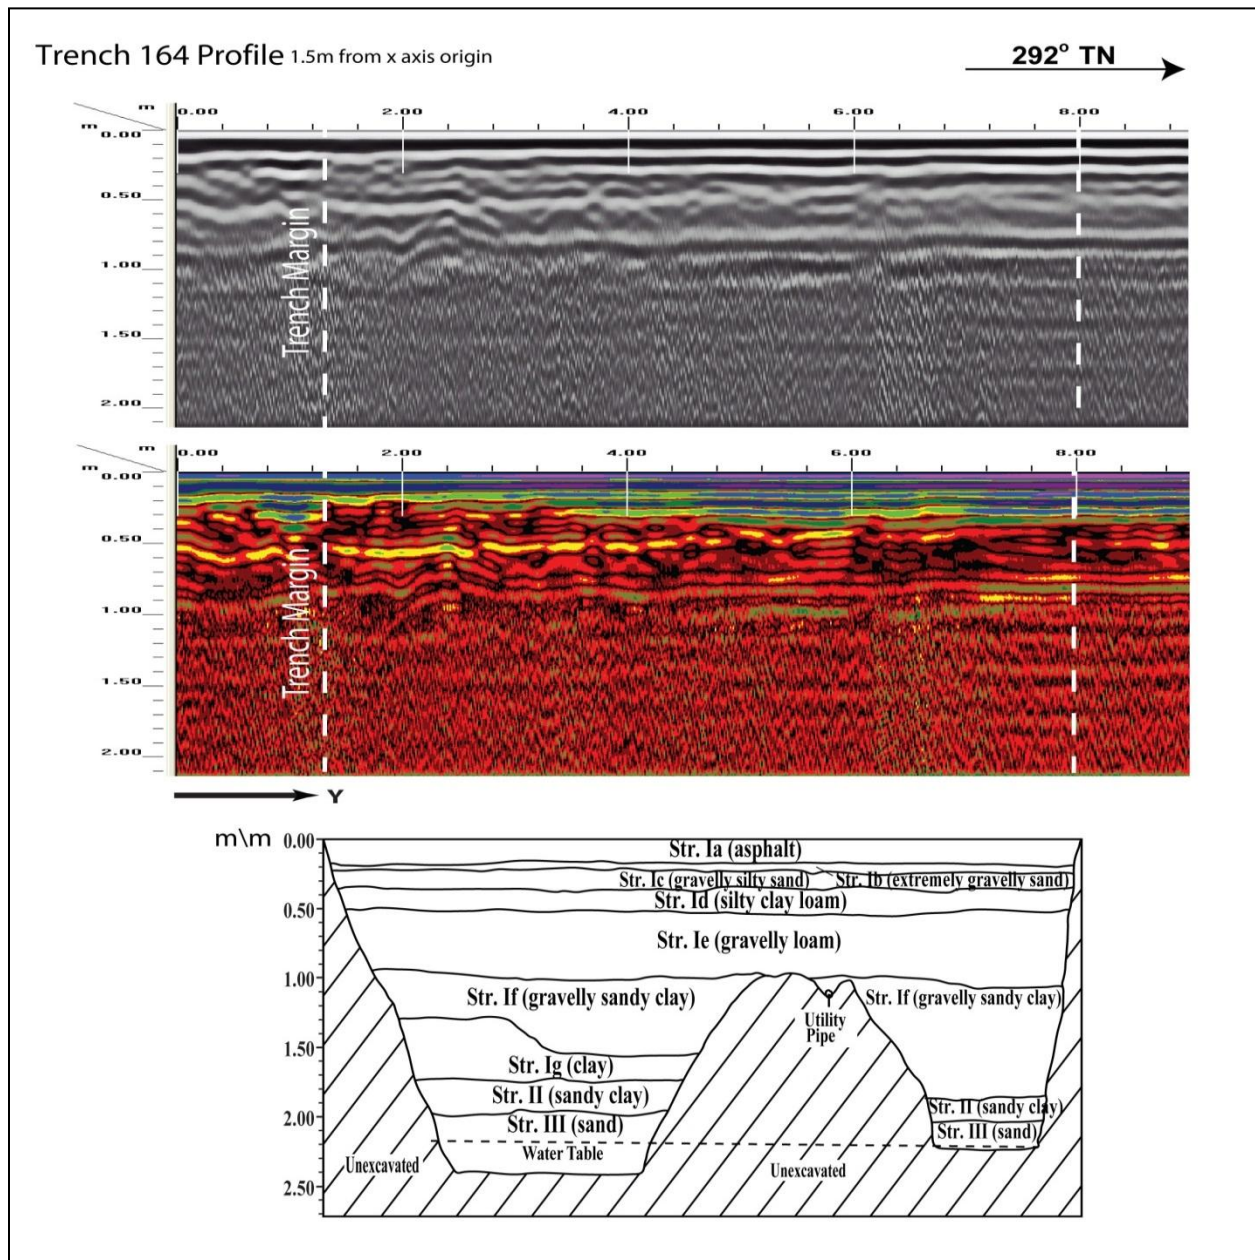 Trench 164 Profile 1.5m from x axis origin
292° TN
m 0.00 2.00 4.00 6.00 8.00
m 0.00
0.50
1.00
1.50
2.00
Trench Margin
m 0.00 2.00 4.00 6.00 8.00
m 0.00
0.50
1.00
1.50
2.00
Trench Margin
Y
m\m 0.00
Str. Ia (asphalt)
Str. Ic (gravelly silty sand) Str. Ib (extremely gravelly sand)
Str. Id (silty clay loam)
0.50
Str. Ie (gravelly loam)
1.00
Str. If (gravelly sandy clay) Str. If (gravelly sandy clay)
Utility
Pipe
1.50
Str. Ig (clay)
Str. II (sandy clay) Str. II (sandy clay)
2.00
Str. III (sand) Str. III (sand)
Water Table
Unexcavated Unexcavated
2.50